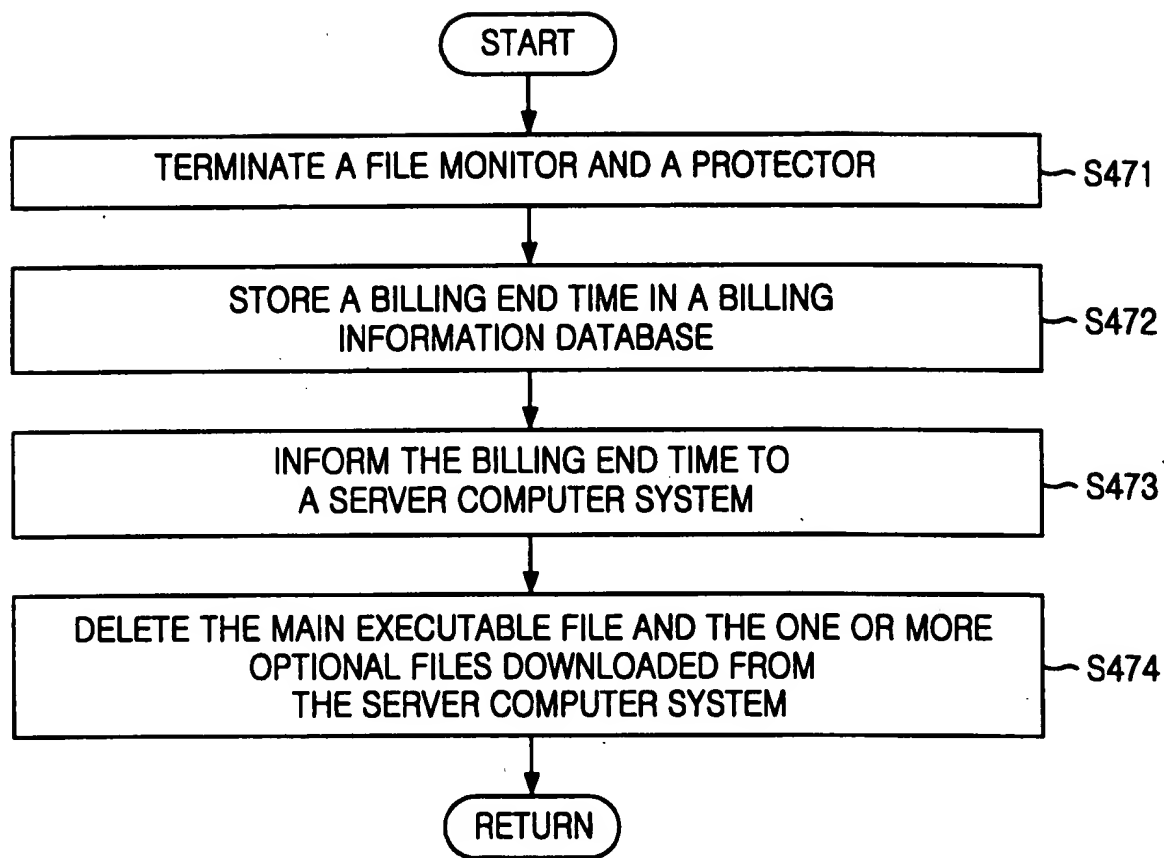 START
TERMINATE A FILE MONITOR AND A PROTECTOR
S471
STORE A BILLING END TIME IN A BILLING
INFORMATION DATABASE
S472
INFORM THE BILLING END TIME TO
A SERVER COMPUTER SYSTEM
S473
DELETE THE MAIN EXECUTABLE FILE AND THE ONE OR MORE
OPTIONAL FILES DOWNLOADED FROM
THE SERVER COMPUTER SYSTEM
S474
RETURN